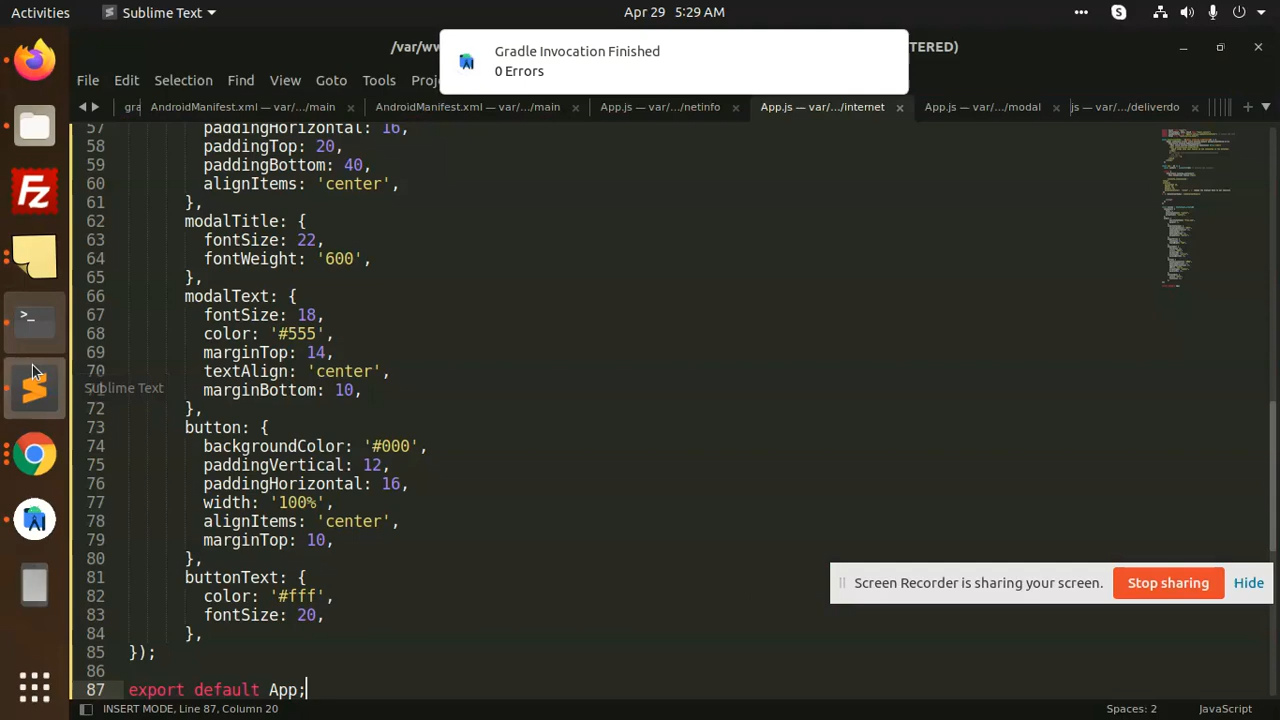 Activities
Sublime Text
Apr 29 5:29 AM
/var/w
TERED)
Gradle Invocation Finished
0 Errors
File Edit Selection Find View Goto Tools
gra
AndroidManifest.xml — var/.../main
AndroidManifest.xml — var/.../main
App.js — var/.../netinfo
App.js — var/.../internet
App.js — var/.../modal
js — var/.../deliverdo
57 paddingHorizontal: 16,
58 paddingTop: 20,
59 paddingBottom: 40,
60 alignItems: 'center',
61 },
62 modalTitle: {
63 fontSize: 22,
64 fontWeight: '600',
65 },
66 modalText: {
67 fontSize: 18,
68 color: '#555',
69 marginTop: 14,
70 textAlign: 'center',
71 marginBottom: 10,
72 },
73 button: {
74 backgroundColor: '#000',
75 paddingVertical: 12,
76 paddingHorizontal: 16,
77 width: '100%',
78 alignItems: 'center',
79 marginTop: 10,
80 },
81 buttonText: {
82 color: '#fff',
83 fontSize: 20,
84 },
85 });
86
87 export default App;
Sublime Text
Screen Recorder is sharing your screen.
Stop sharing
Hide
INSERT MODE, Line 87, Column 20
Spaces: 2
JavaScript